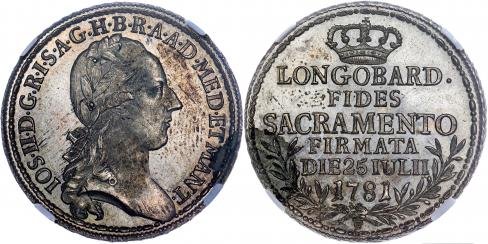 IOS·II·D·G·R·I·S·A·G·H·B·R·A·A·D·MED·ET·MANT·
LONGOBARD·
FIDES
SACRAMENTO
FIRMATA
DIE 25 IULII
1781